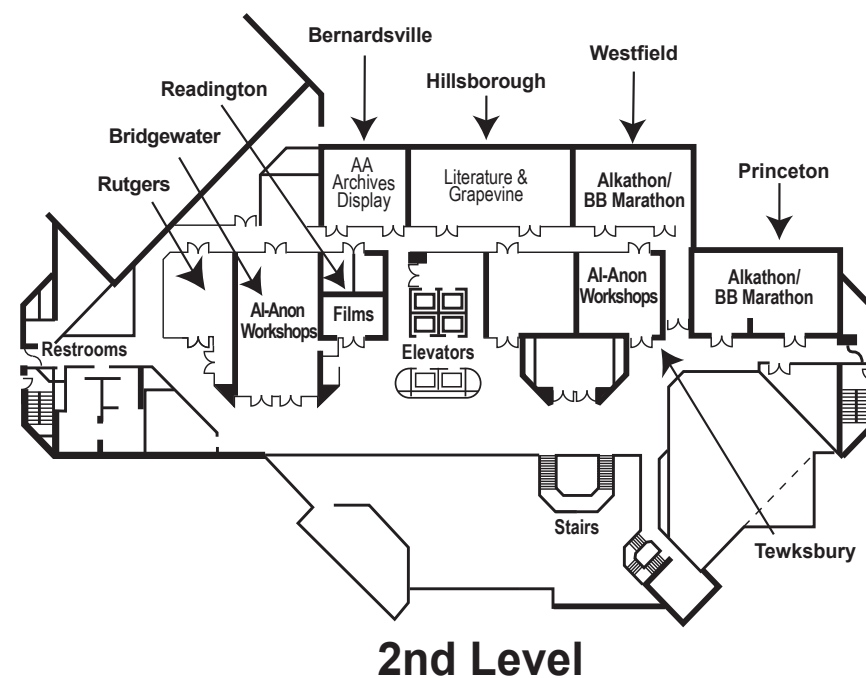 Bernardsville
Westfield
Readington
Hillsborough
Bridgewater
Princeton
Rutgers
AA
Archives
Display
Literature &
Grapevine
Alkathon/
BB Marathon
Al-Anon
Workshops
Films
Al-Anon
Workshops
Alkathon/
BB Marathon
Restrooms
Elevators
Stairs
Tewksbury
2nd Level